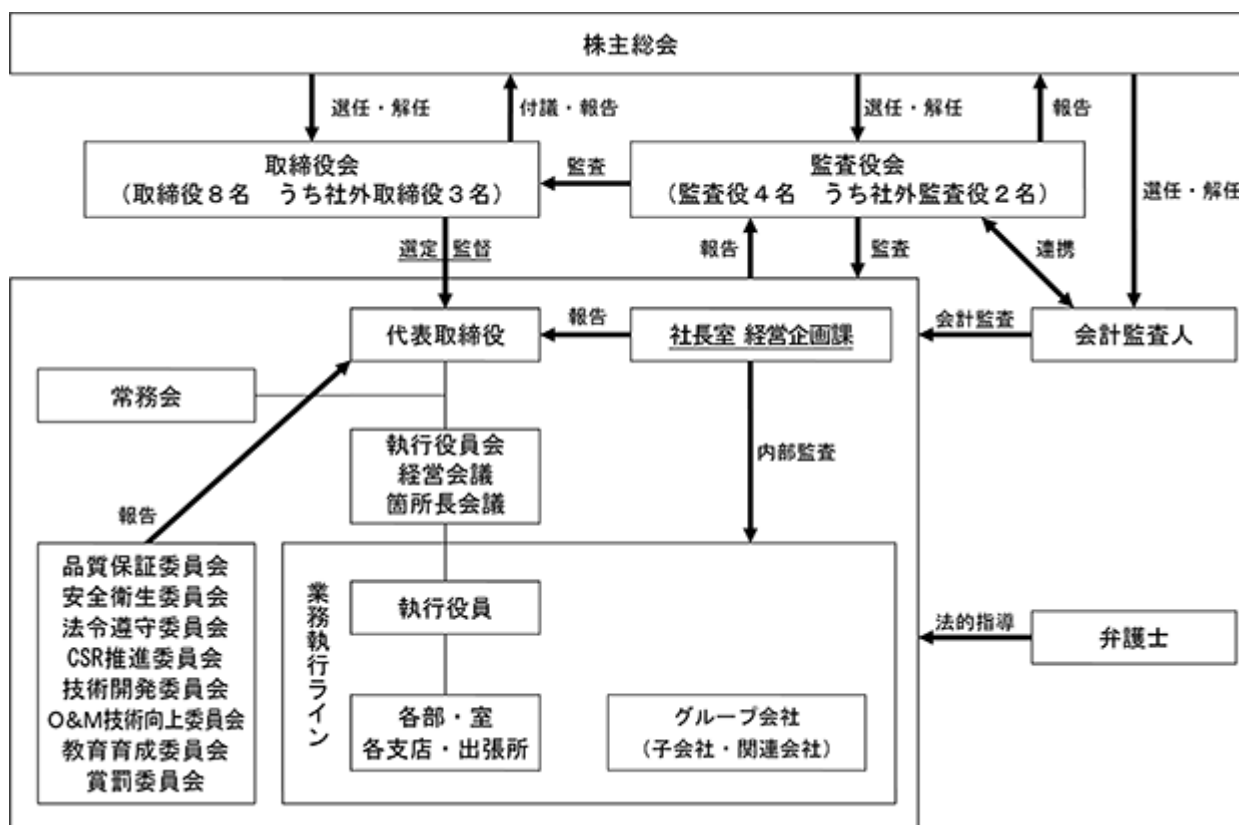 株主総会
選任・解任
付議・報告
選任・解任
報告
取締役会
（取締役８名　うち社外取締役３名）
監査
監査役会
（監査役４名　うち社外監査役２名）
選任・解任
選定 監督
報告
監査
連携
代表取締役
報告
社長室 経営企画課
会計監査
会計監査人
常務会
執行役員会
経営会議
箇所長会議
内部監査
報告
品質保証委員会
安全衛生委員会
法令遵守委員会
CSR推進委員会
技術開発委員会
O&M技術向上委員会
教育育成委員会
賞罰委員会
業務執行ライン
執行役員
各部・室
各支店・出張所
グループ会社
（子会社・関連会社）
法的指導
弁護士